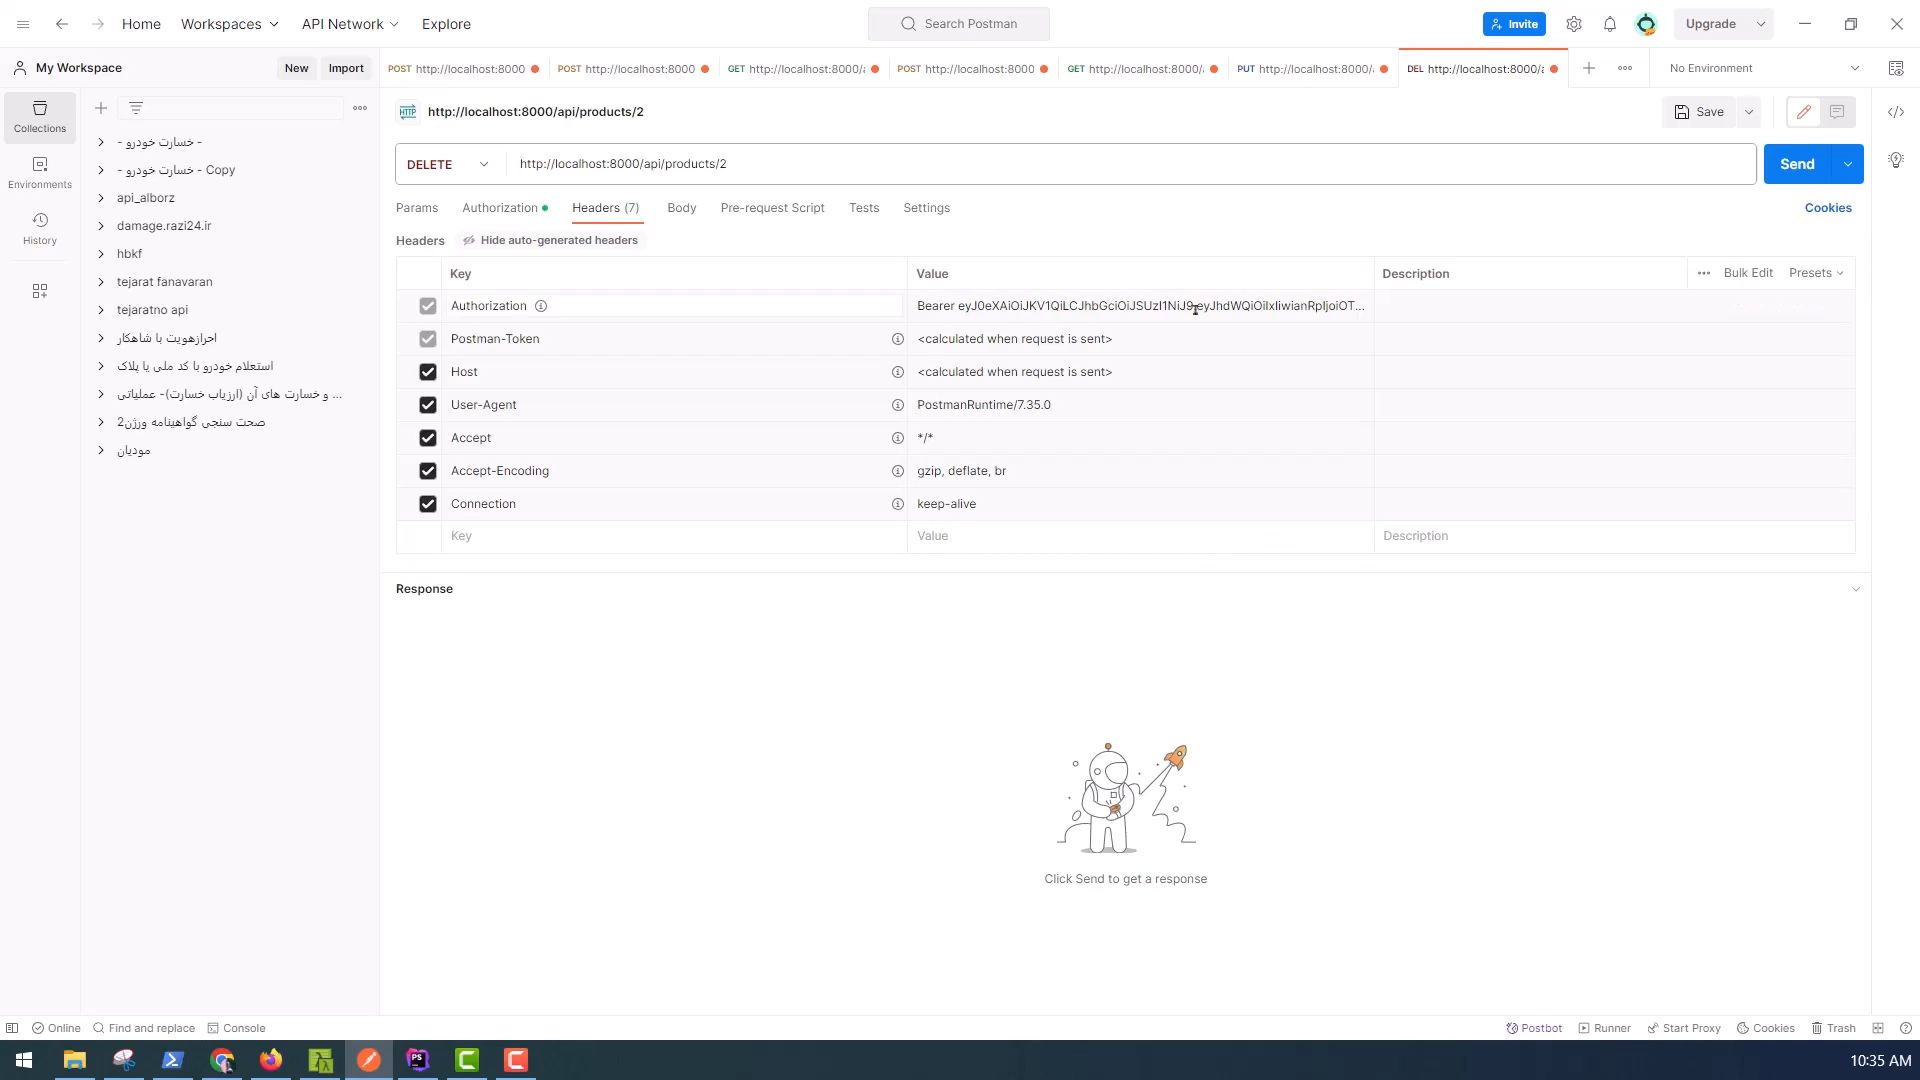 Home
Workspaces
API Network
Explore
Search Postman
Invite
Upgrade
My Workspace
New
Import
POST http://localhost:8000
POST http://localhost:8000
GET http://localhost:8000/
POST http://localhost:8000
GET http://localhost:8000/
PUT http://localhost:8000/
DEL http://localhost:8000/
No Environment
Collections
Environments
History
- خسارت خودرو -
- خسارت خودرو - Copy
api_alborz
damage.razi24.ir
hbkf
tejarat fanavaran
tejaratno api
احرازهویت با شاهکار
استعلام خودرو با کد ملی یا پلاک
و خسارت های آن (ارزیاب خسارت)- عملیاتی ...
صحت سنجی گواهینامه ورژن2
مودیان
HTTP http://localhost:8000/api/products/2
Save
DELETE http://localhost:8000/api/products/2
Send
Params Authorization Headers (7) Body Pre-request Script Tests Settings
Cookies
Headers Hide auto-generated headers
Key Value Description ••• Bulk Edit Presets
Authorization Bearer
Postman-Token <calculated when request is sent>
Host <calculated when request is sent>
User-Agent PostmanRuntime/7.35.0
Accept */*
Accept-Encoding gzip, deflate, br
Connection keep-alive
Key Value Description
Response
Click Send to get a response
Online Find and replace Console
Postbot Runner Start Proxy Cookies Trash
PS
10:35 AM